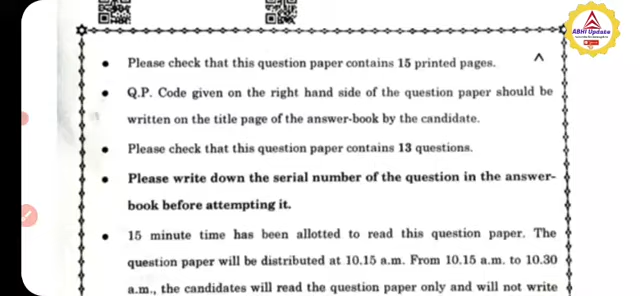 ABHI Update
• Please check that this question paper contains 15 printed pages.
• Q.P. Code given on the right hand side of the question paper should be
written on the title page of the answer-book by the candidate.
• Please check that this question paper contains 13 questions.
• Please write down the serial number of the question in the answer-
book before attempting it.
• 15 minute time has been allotted to read this question paper. The
question paper will be distributed at 10.15 a.m. From 10.15 a.m. to 10.30
a.m., the candidates will read the question paper only and will not write